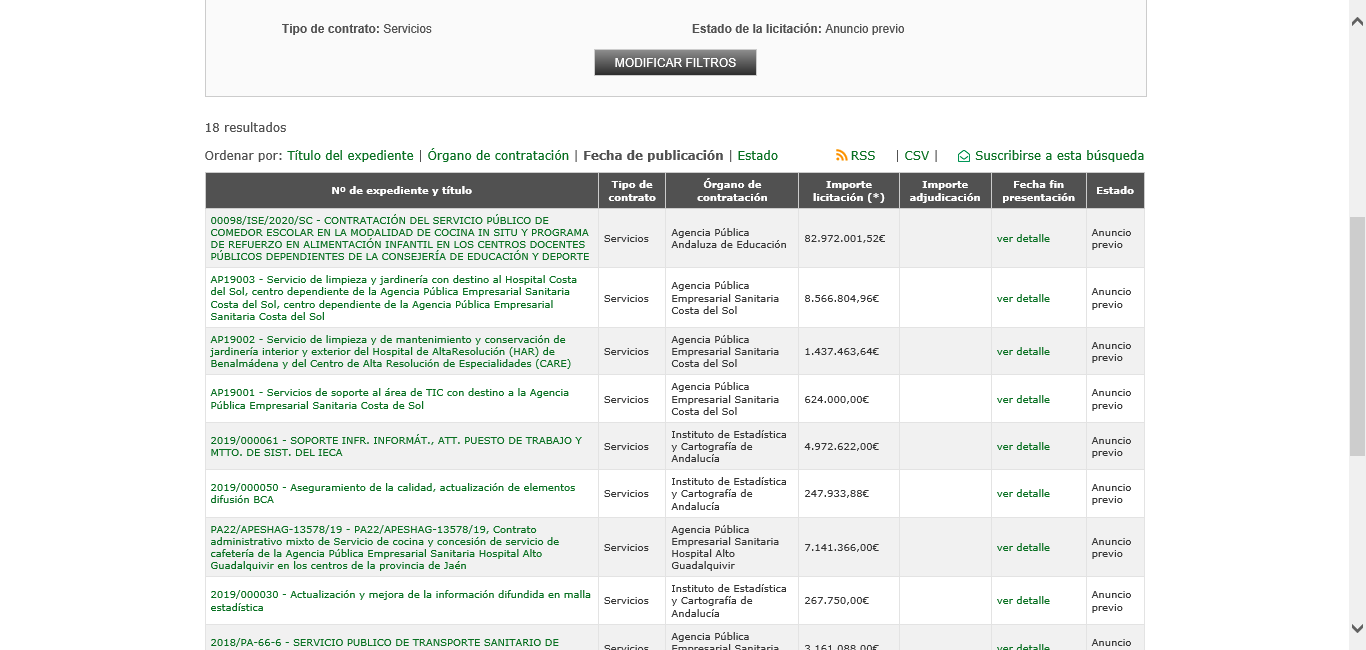 Tipo de contrato: Servicios Estado de la licitación: Anuncio previo
MODIFICAR FILTROS
18 resultados
Ordenar por: Título del expediente | Órgano de contratación | Fecha de publicación | Estado RSS | CSV | Suscribirse a esta búsqueda
Nº de expediente y título
Tipo de
contrato
Órgano de
contratación
Importe
licitación (*)
Importe
adjudicación
Fecha fin
presentación
Estado
00098/ISE/2020/SC - CONTRATACIÓN DEL SERVICIO PÚBLICO DE
COMEDOR ESCOLAR EN LA MODALIDAD DE COCINA IN SITU Y PROGRAMA
DE REFUERZO EN ALIMENTACIÓN INFANTIL EN LOS CENTROS DOCENTES
PÚBLICOS DEPENDIENTES DE LA CONSEJERÍA DE EDUCACIÓN Y DEPORTE
Servicios
Agencia Pública
Andaluza de Educación
82.972.001,52€
ver detalle
Anuncio
previo
AP19003 - Servicio de limpieza y jardinería con destino al Hospital Costa
del Sol, centro dependiente de la Agencia Pública Empresarial Sanitaria
Costa del Sol, centro dependiente de la Agencia Pública Empresarial
Sanitaria Costa del Sol
Servicios
Agencia Pública
Empresarial Sanitaria
Costa del Sol
8.566.804,96€
ver detalle
Anuncio
previo
AP19002 - Servicio de limpieza y de mantenimiento y conservación de
jardinería interior y exterior del Hospital de AltaResolución (HAR) de
Benalmádena y del Centro de Alta Resolución de Especialidades (CARE)
Servicios
Agencia Pública
Empresarial Sanitaria
Costa del Sol
1.437.463,64€
ver detalle
Anuncio
previo
AP19001 - Servicios de soporte al área de TIC con destino a la Agencia
Pública Empresarial Sanitaria Costa de Sol
Servicios
Agencia Pública
Empresarial Sanitaria
Costa del Sol
624.000,00€
ver detalle
Anuncio
previo
2019/000061 - SOPORTE INFR. INFORMÁT., ATT. PUESTO DE TRABAJO Y
MTTO. DE SIST. DEL IECA
Servicios
Instituto de Estadística
y Cartografía de
Andalucía
4.972.622,00€
ver detalle
Anuncio
previo
2019/000050 - Aseguramiento de la calidad, actualización de elementos
difusión BCA
Servicios
Instituto de Estadística
y Cartografía de
Andalucía
247.933,88€
ver detalle
Anuncio
previo
PA22/APESHAG-13578/19 - PA22/APESHAG-13578/19, Contrato
administrativo mixto de Servicio de cocina y concesión de servicio de
cafetería de la Agencia Pública Empresarial Sanitaria Hospital Alto
Guadalquivir en los centros de la provincia de Jaén
Servicios
Agencia Pública
Empresarial Sanitaria
Hospital Alto
Guadalquivir
7.141.366,00€
ver detalle
Anuncio
previo
2019/000030 - Actualización y mejora de la información difundida en malla
estadística
Servicios
Instituto de Estadística
y Cartografía de
Andalucía
267.750,00€
ver detalle
Anuncio
previo
2018/PA-66-6 - SERVICIO PUBLICO DE TRANSPORTE SANITARIO DE
Servicios
Agencia Pública
Empresarial Sanitaria
3.161.088,00€
ver detalle
Anuncio